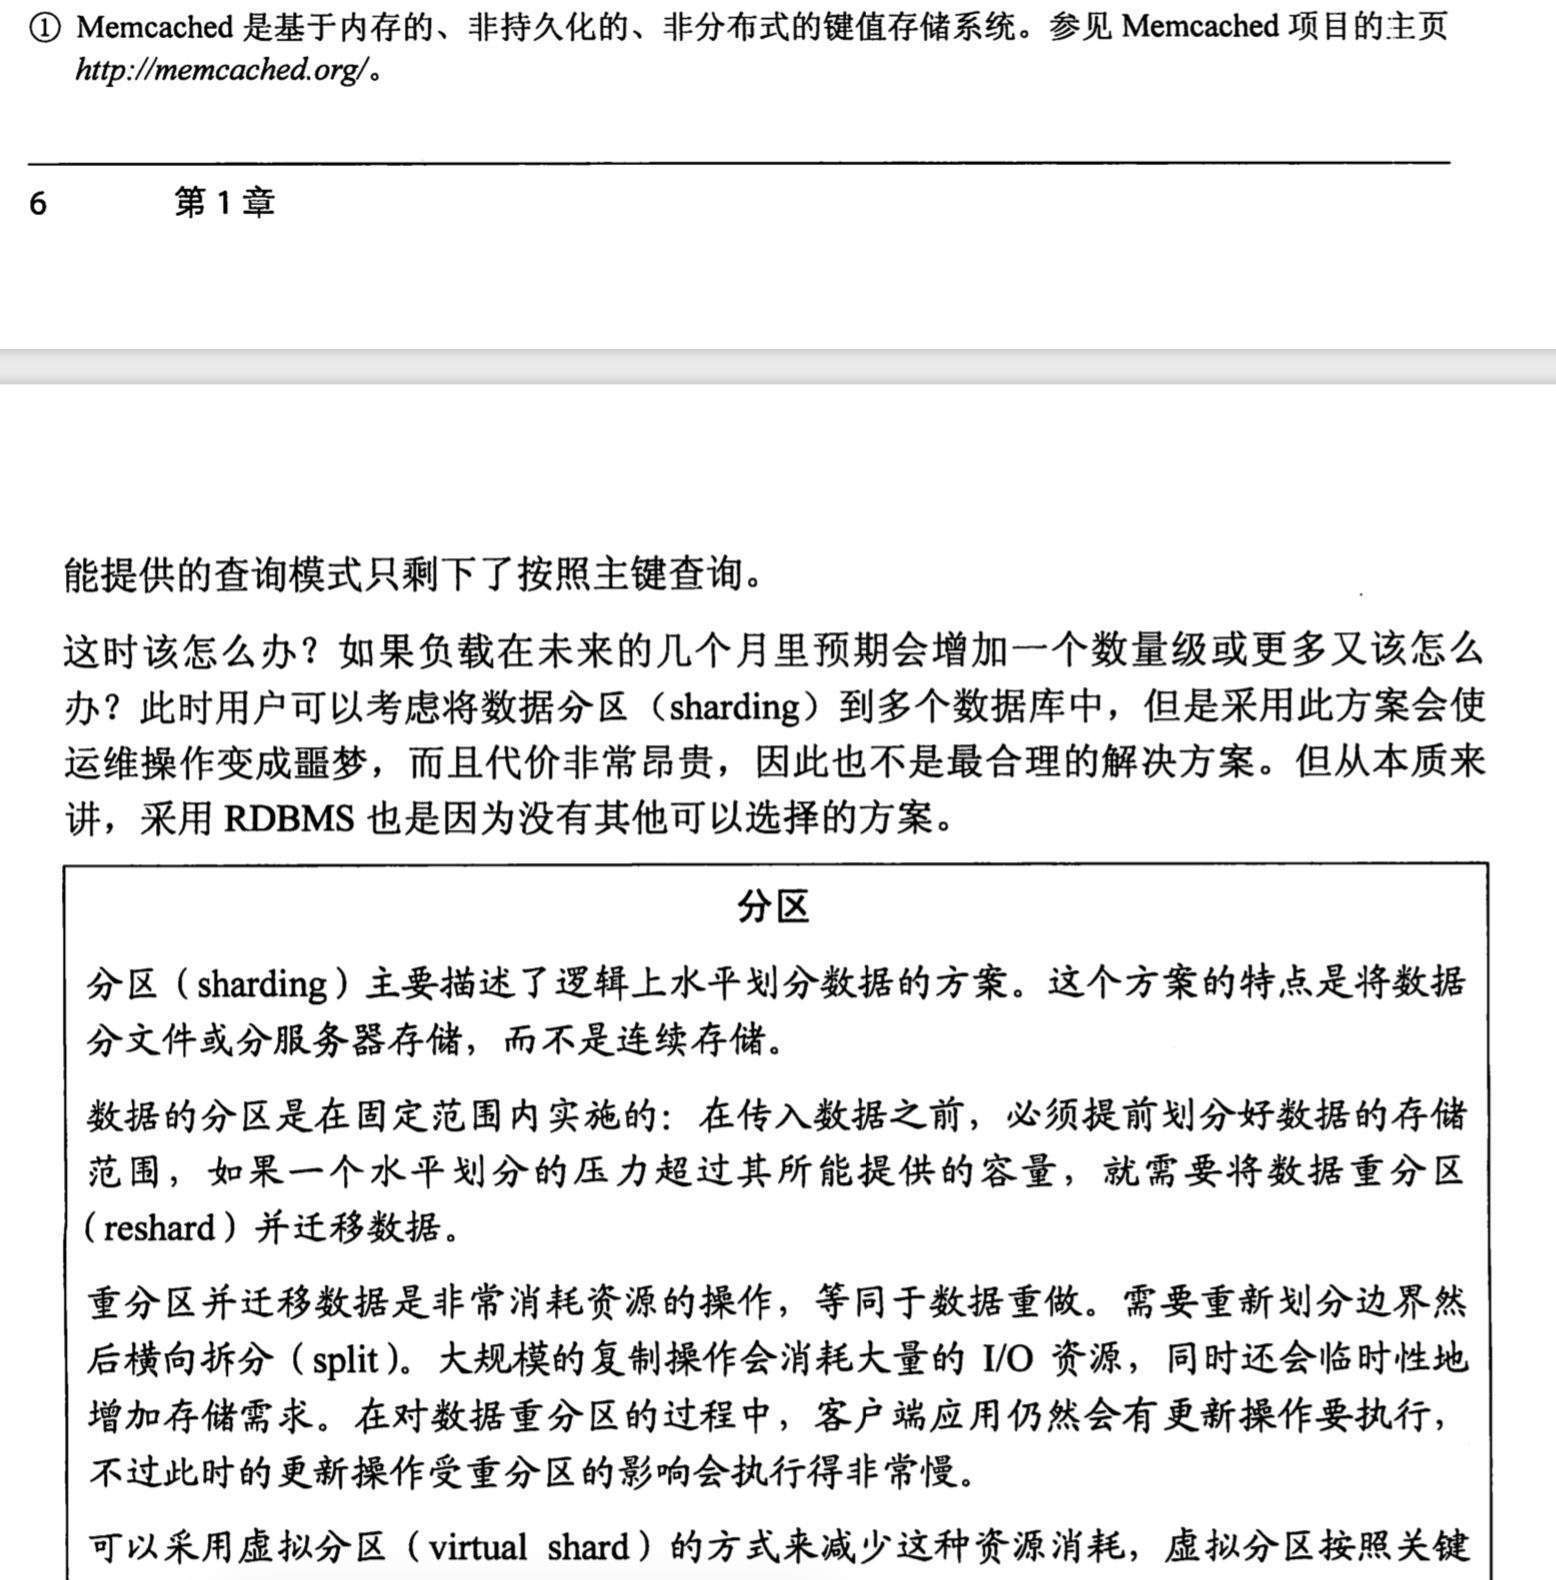 ① Memcached 是基于内存的、非持久化的、非分布式的键值存储系统。参见 Memcached 项目的主页
http://memcached.org/。
6 第 1 章
能提供的查询模式只剩下了按照主键查询。
这时该怎么办？如果负载在未来的几个月里预期会增加一个数量级或更多又该怎么
办？此时用户可以考虑将数据分区（sharding）到多个数据库中，但是采用此方案会使
运维操作变成噩梦，而且代价非常昂贵，因此也不是最合理的解决方案。但从本质来
讲，采用 RDBMS 也是因为没有其他可以选择的方案。
分区
分区（sharding）主要描述了逻辑上水平划分数据的方案。这个方案的特点是将数据
分文件或分服务器存储，而不是连续存储。
数据的分区是在固定范围内实施的：在传入数据之前，必须提前划分好数据的存储
范围，如果一个水平划分的压力超过其所能提供的容量，就需要将数据重分区
（reshard）并迁移数据。
重分区并迁移数据是非常消耗资源的操作，等同于数据重做。需要重新划分边界然
后横向拆分（split）。大规模的复制操作会消耗大量的 I/O 资源，同时还会临时性地
增加存储需求。在对数据重分区的过程中，客户端应用仍然会有更新操作要执行，
不过此时的更新操作受重分区的影响会执行得非常慢。
可以采用虚拟分区（virtual shard）的方式来减少这种资源消耗，虚拟分区按照关键